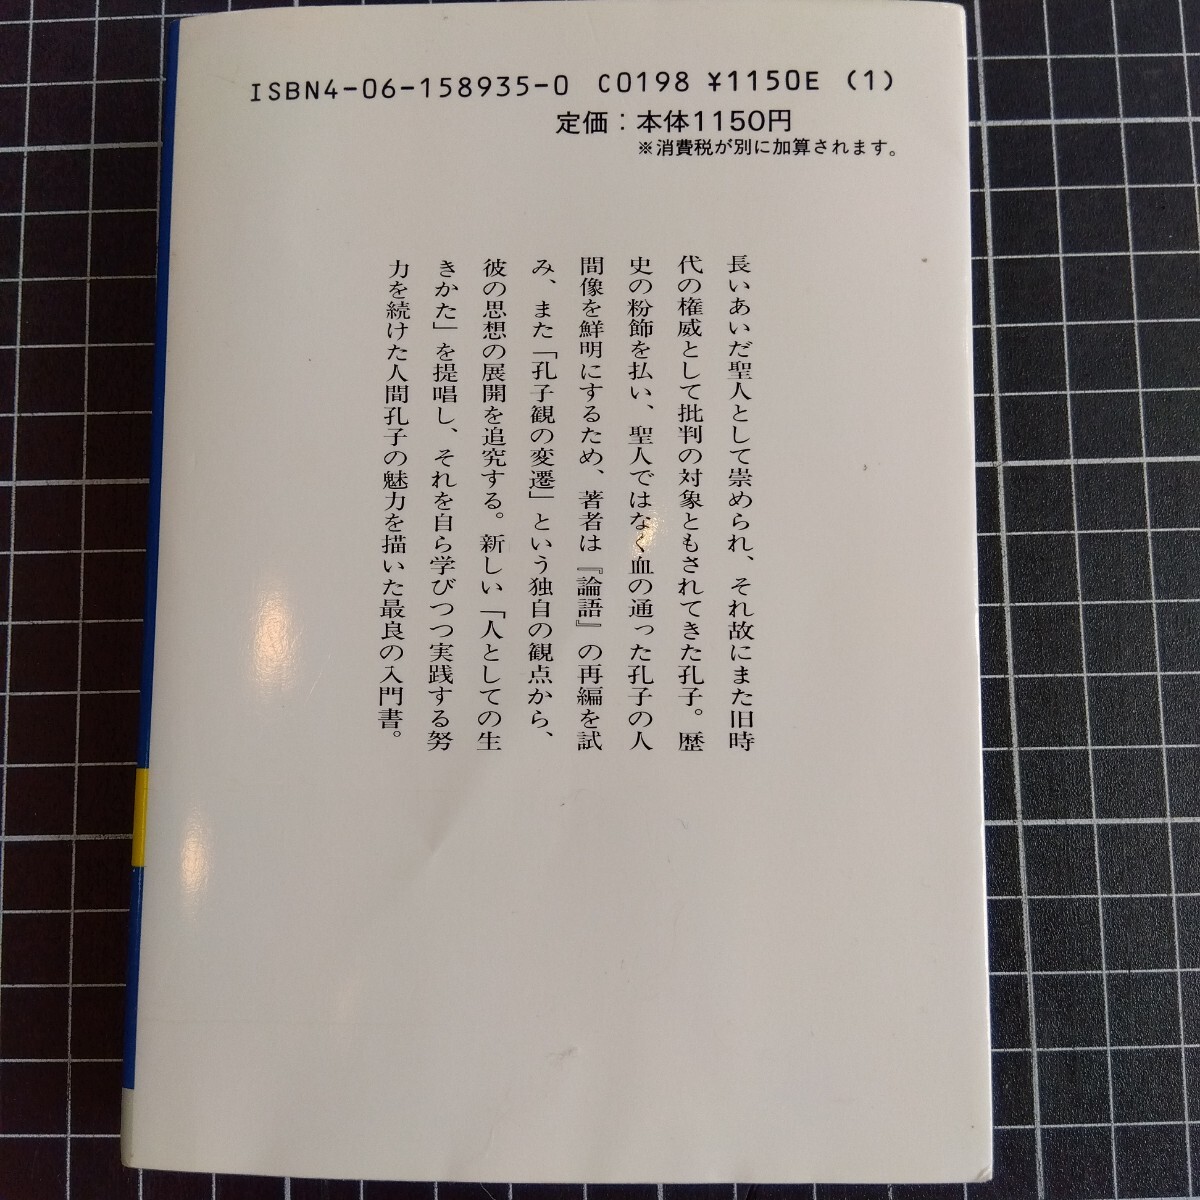 ISBN4-06-158935-0 C0198 ¥1150E (1)
定価：本体1150円
※消費税が別に加算されます。
長いあいだ聖人として崇められ、それ故にまた旧時
代の権威として批判の対象ともされてきた孔子。歴
史の粉飾を払い、聖人ではなく血の通った孔子の人
間像を鮮明にするため、著者は『論語』の再編を試
み、また「孔子観の変遷」という独自の観点から、
彼の思想の展開を追究する。新しい「人としての生
きかた」を提唱し、それを自ら学びつつ実践する努
力を続けた人間孔子の魅力を描いた最良の入門書。